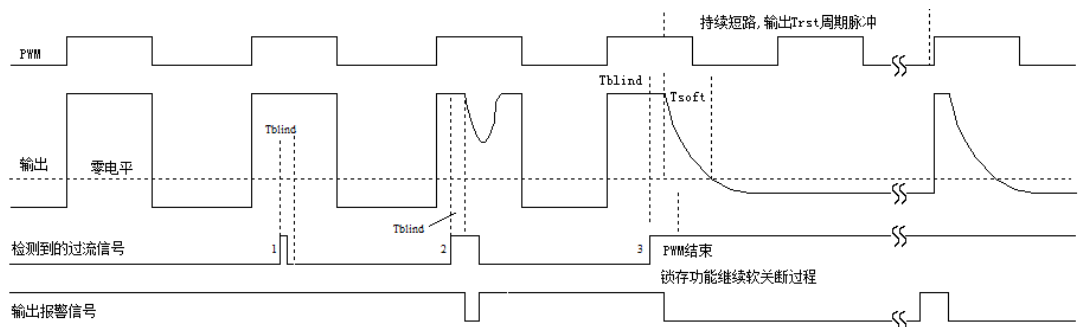 持续短路,输出Trst周期脉冲
PWM
Tblind
Tsoft
Tblind
输出
零电平
Tblind
检测到的过流信号
1
2
3
PWM结束
锁存功能继续软关断过程
输出报警信号